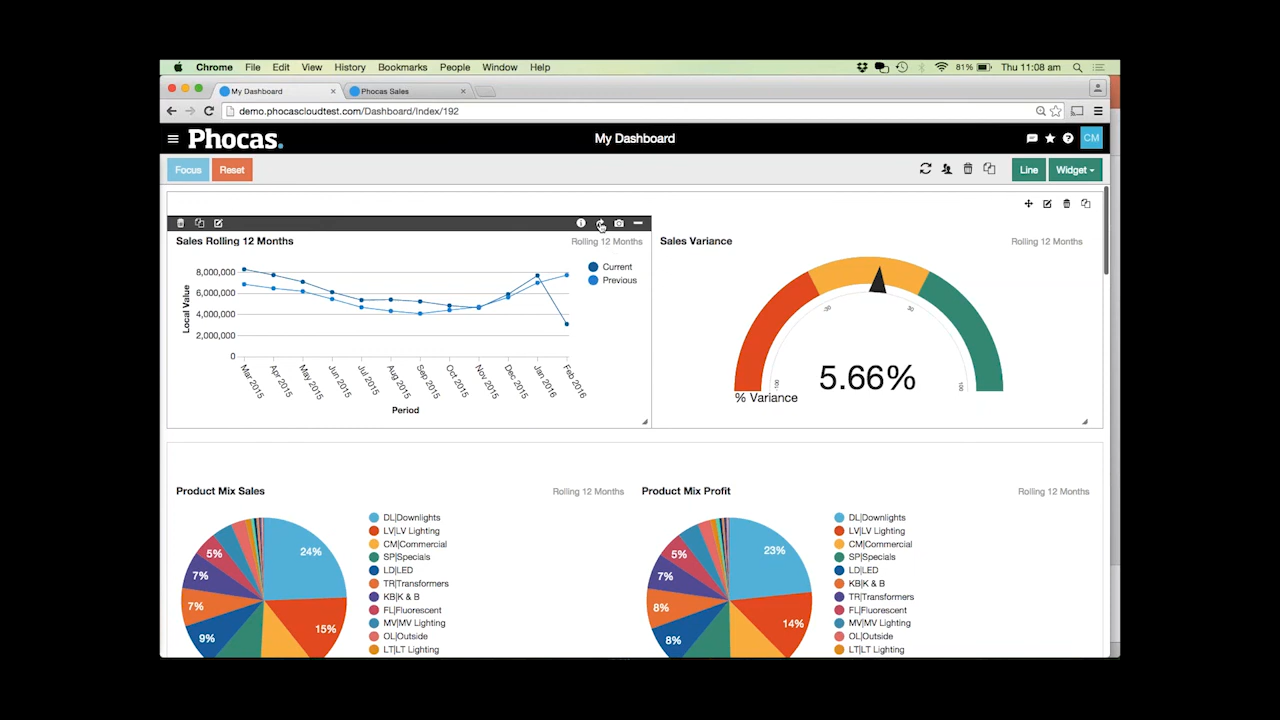 Chrome File Edit View History Bookmarks People Window Help 81% Thu 11:08 am
My Dashboard Phocas Sales
demo.phocascloudtest.com/Dashboard/Index/192
Phocas. My Dashboard CM
Focus Reset Line Widget
Sales Rolling 12 Months Rolling 12 Months
Current
Previous
8,000,000
6,000,000
4,000,000
2,000,000
0
Local Value
Mar 2015 Apr 2015 May 2015 Jun 2015 Jul 2015 Aug 2015 Sep 2015 Oct 2015 Nov 2015 Dec 2015 Jan 2016 Feb 2016
Period
Sales Variance Rolling 12 Months
-30 30
-100 100
5.66%
% Variance
Product Mix Sales Rolling 12 Months
24%
15%
9%
7%
7%
5%
DL|Downlights
LV|LV Lighting
CM|Commercial
SP|Specials
LD|LED
TR|Transformers
KB|K & B
FL|Fluorescent
MV|MV Lighting
OL|Outside
LT|LT Lighting
Product Mix Profit Rolling 12 Months
23%
14%
8%
8%
7%
5%
DL|Downlights
LV|LV Lighting
CM|Commercial
SP|Specials
LD|LED
KB|K & B
TR|Transformers
FL|Fluorescent
MV|MV Lighting
OL|Outside
LT|LT Lighting